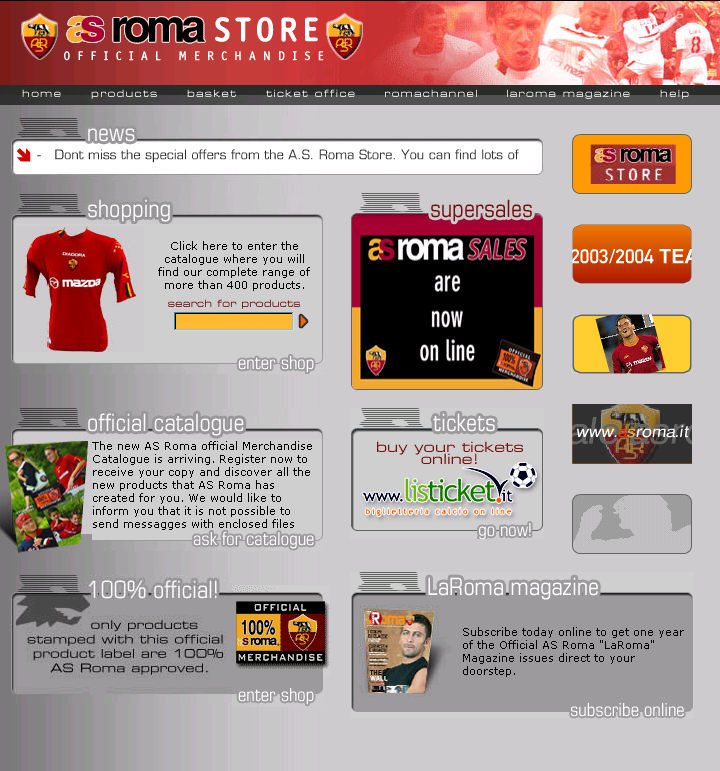 as roma STORE
OFFICIAL MERCHANDISE
home products basket ticket office romachannel laroma magazine help
news
- Dont miss the special offers from the A.S. Roma Store. You can find lots of
as roma
STORE
shopping
DIADORA
mazda
Click here to enter the
catalogue where you will
find our complete range of
more than 400 products.
search for products
enter shop
supersales
as roma SALES
are
now
on line
OFFICIAL
100%
MERCHANDISE
2003/2004 TEA
mazda
official catalogue
The new AS Roma official Merchandise
Catalogue is arriving. Register now to
receive your copy and discover all the
new products that AS Roma has
created for you. We would like to
inform you that it is not possible to
send messagges with enclosed files
ask for catalogue
tickets
buy your tickets
online!
www.listicket.it
biglietteria calcio on line
go now!
www.asroma.it
100% official!
only products
stamped with this official
product label are 100%
AS Roma approved.
OFFICIAL
100%
as roma
MERCHANDISE
enter shop
LaRoma magazine
Roma
THE
WALL
Subscribe today online to get one year
of the Official AS Roma "LaRoma"
Magazine issues direct to your
doorstep.
subscribe online